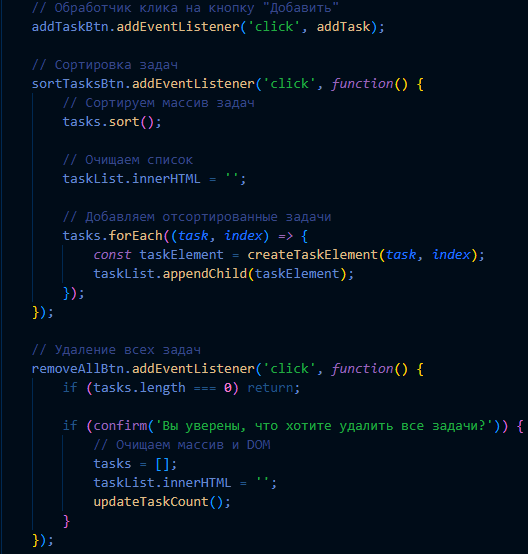 // Обработчик клика на кнопку "Добавить"
addTaskBtn.addEventListener('click', addTask);
// Сортировка задач
sortTasksBtn.addEventListener('click', function() {
// Сортируем массив задач
tasks.sort();
// Очищаем список
taskList.innerHTML = '';
// Добавляем отсортированные задачи
tasks.forEach((task, index) => {
const taskElement = createTaskElement(task, index);
taskList.appendChild(taskElement);
});
});
// Удаление всех задач
removeAllBtn.addEventListener('click', function() {
if (tasks.length === 0) return;
if (confirm('Вы уверены, что хотите удалить все задачи?')) {
// Очищаем массив и DOM
tasks = [];
taskList.innerHTML = '';
updateTaskCount();
}
});